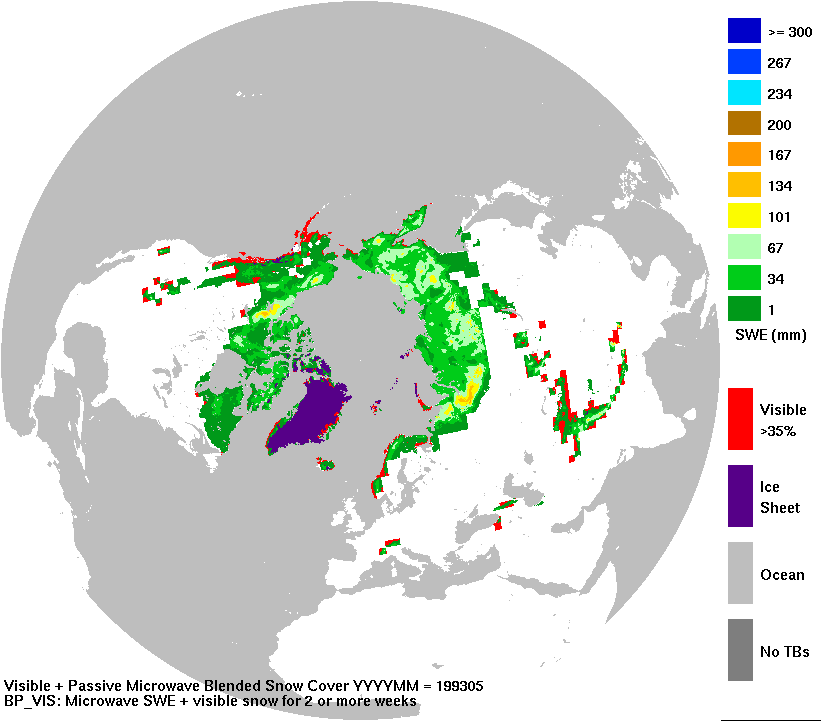 >= 300
267
234
200
167
134
101
67
34
1
SWE (mm)
Visible
>35%
Ice
Sheet
Ocean
No TBs
Visible + Passive Microwave Blended Snow Cover YYYYMM = 199305
BP_VIS: Microwave SWE + visible snow for 2 or more weeks